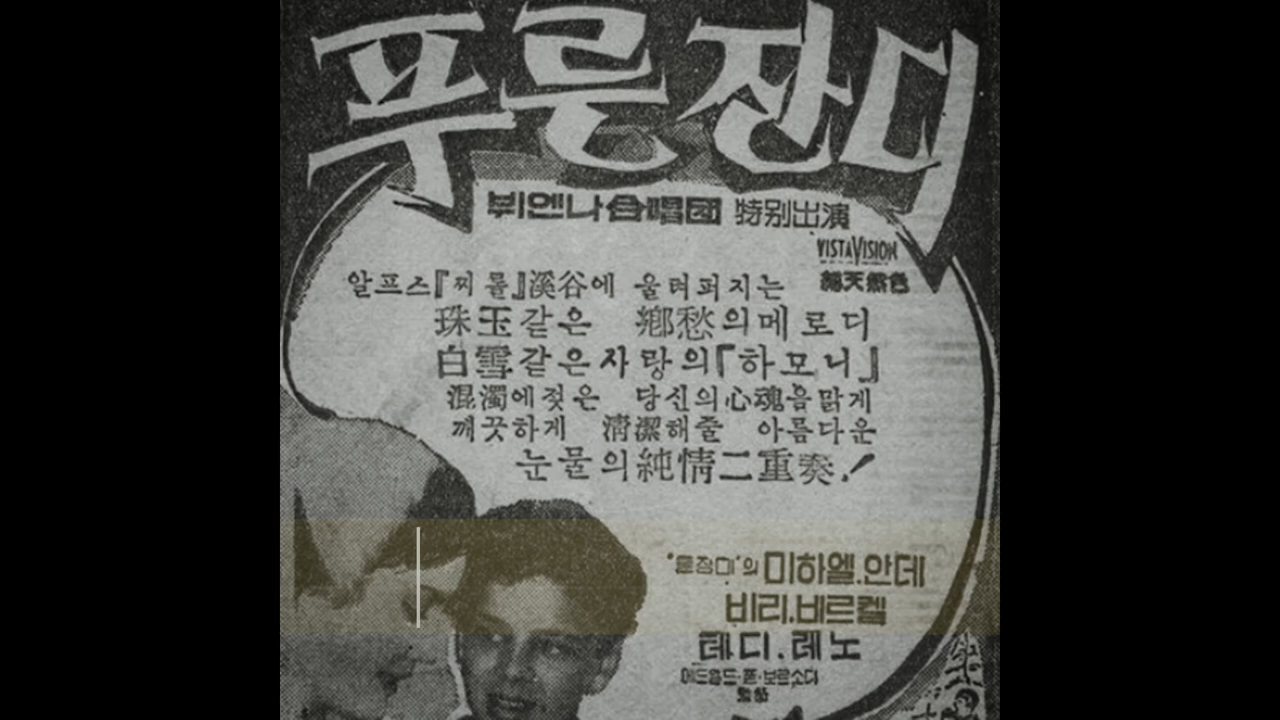 푸른잔디
뷔엔나合唱團 特別出演
VISTAVISION
總天然色
알프스『찌롤』溪谷에 울려퍼지는
珠玉같은 鄕愁의메로디
白雪같은사랑의『하모니』
混濁에젖은 당신의心魂을맑게
깨끗하게 淸潔해줄 아름다운
눈물의純情二重奏!
의 미하엘.안데
비리.베르켈
테디.레노